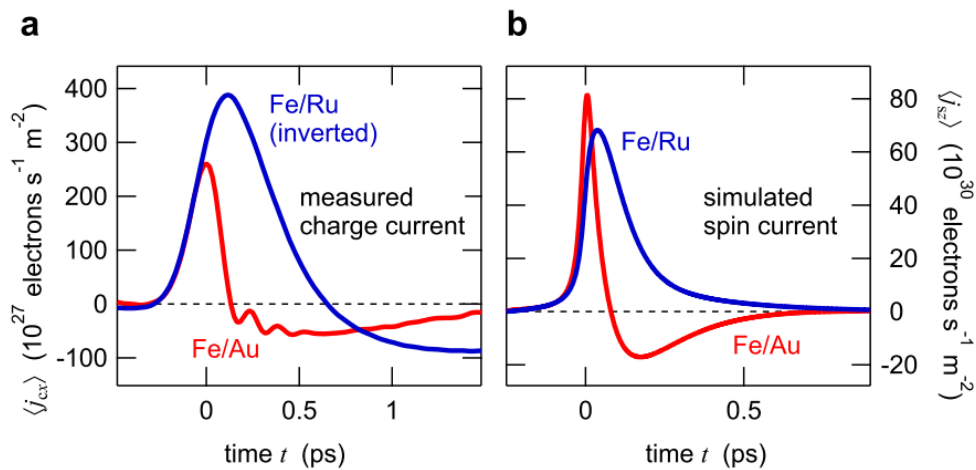 a
⟨j_cx⟩ (10^27 electrons s^-1 m^-2)
400
300
200
100
0
-100
Fe/Ru
(inverted)
measured
charge current
Fe/Au
0
0.5
1
time t (ps)
b
Fe/Ru
simulated
spin current
Fe/Au
80
60
40
20
0
-20
⟨j_sz⟩ (10^30 electrons s^-1 m^-2)
0
0.5
time t (ps)